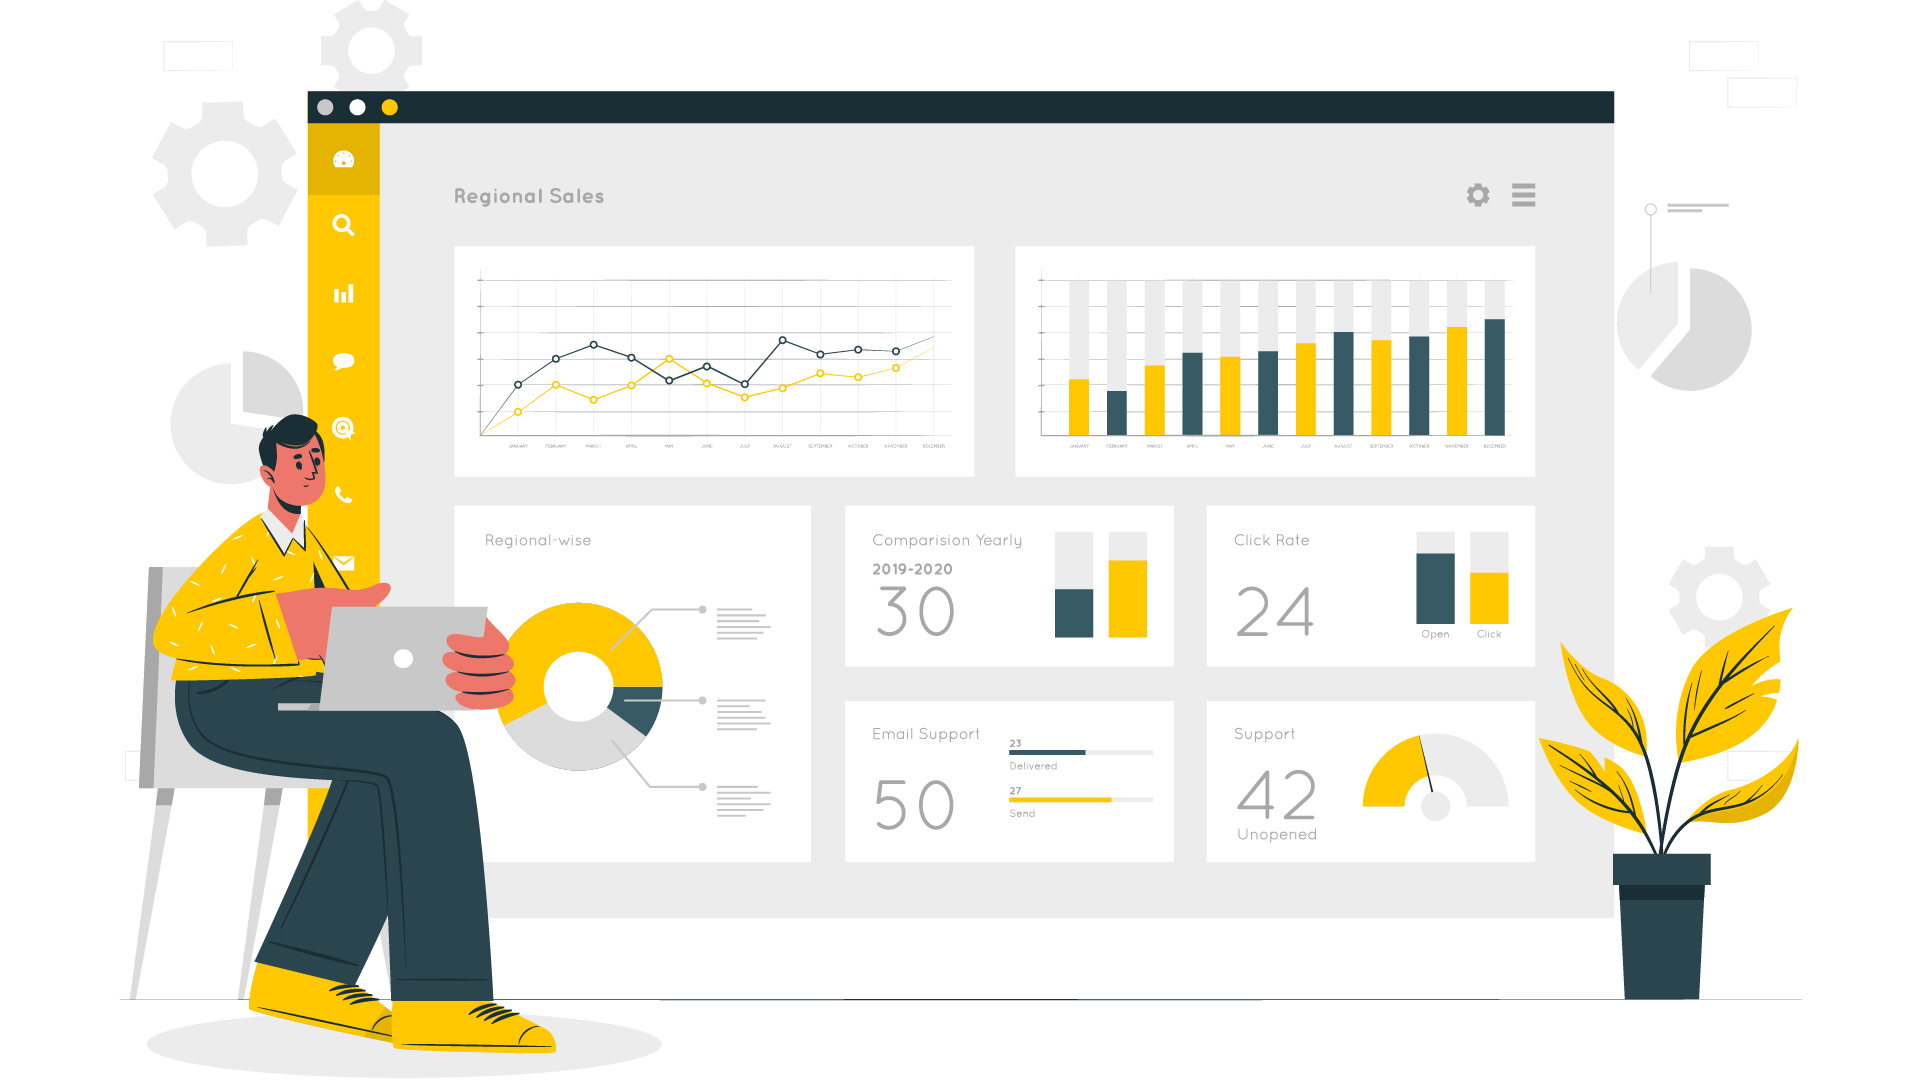 Regional Sales
JANUARY FEBRUARY MARCH APRIL MAY JUNE JULY AUGUST SEPTEMBER OCTOBER NOVEMBER DECEMBER
JANUARY FEBRUARY MARCH APRIL MAY JUNE JULY AUGUST SEPTEMBER OCTOBER NOVEMBER DECEMBER
Regional-wise
Comparision Yearly
2019-2020
30
Click Rate
24
Open Click
Email Support
50
23
Delivered
27
Send
Support
42
Unopened